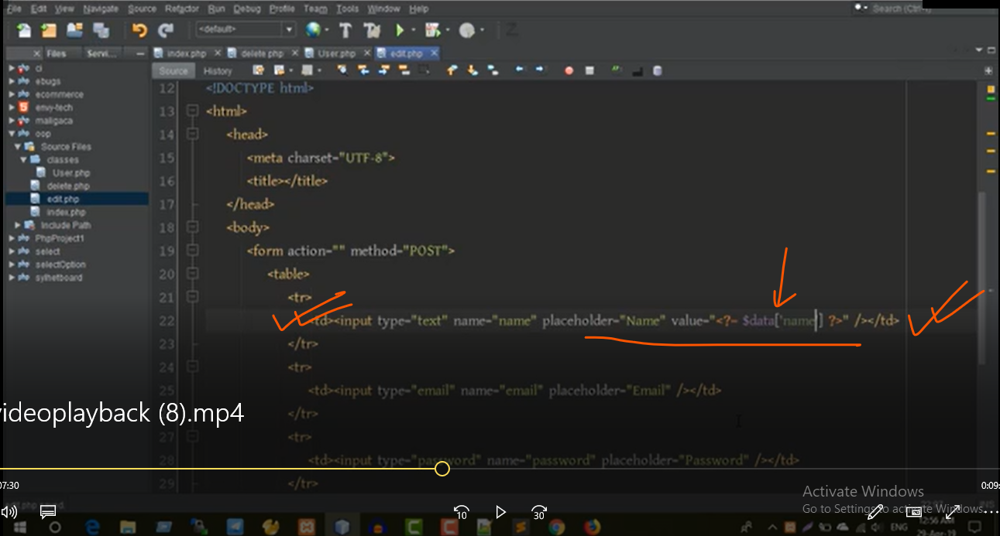 File Edit View Navigate Source Refactor Run Debug Profile Team Tools Window Help
Search (Ctrl+I)
<default>
Files Servi...
index.php delete.php User.php edit.php
Source History
ci
ebugs
ecommerce
envy-tech
maligaca
oop
Source Files
classes
User.php
delete.php
edit.php
index.php
Include Path
PhpProject1
select
selectOption
sylhetboard
12 <!DOCTYPE html>
13 <html>
14 <head>
15 <meta charset="UTF-8">
16 <title></title>
17 </head>
18 <body>
19 <form action="" method="POST">
20 <table>
21 <tr>
22 <td><input type="text" name="name" placeholder="Name" value="<?= $data['name'] ?>" /></td>
23 </tr>
24 <tr>
25 <td><input type="email" name="email" placeholder="Email" /></td>
26 </tr>
27 <tr>
28 <td><input type="password" name="password" placeholder="Password" /></td>
29 </tr>
videoplayback (8).mp4
07:30
0:09:
Activate Windows
Go to Settings to activate Windows.
10
30
ENG
12:56 AM